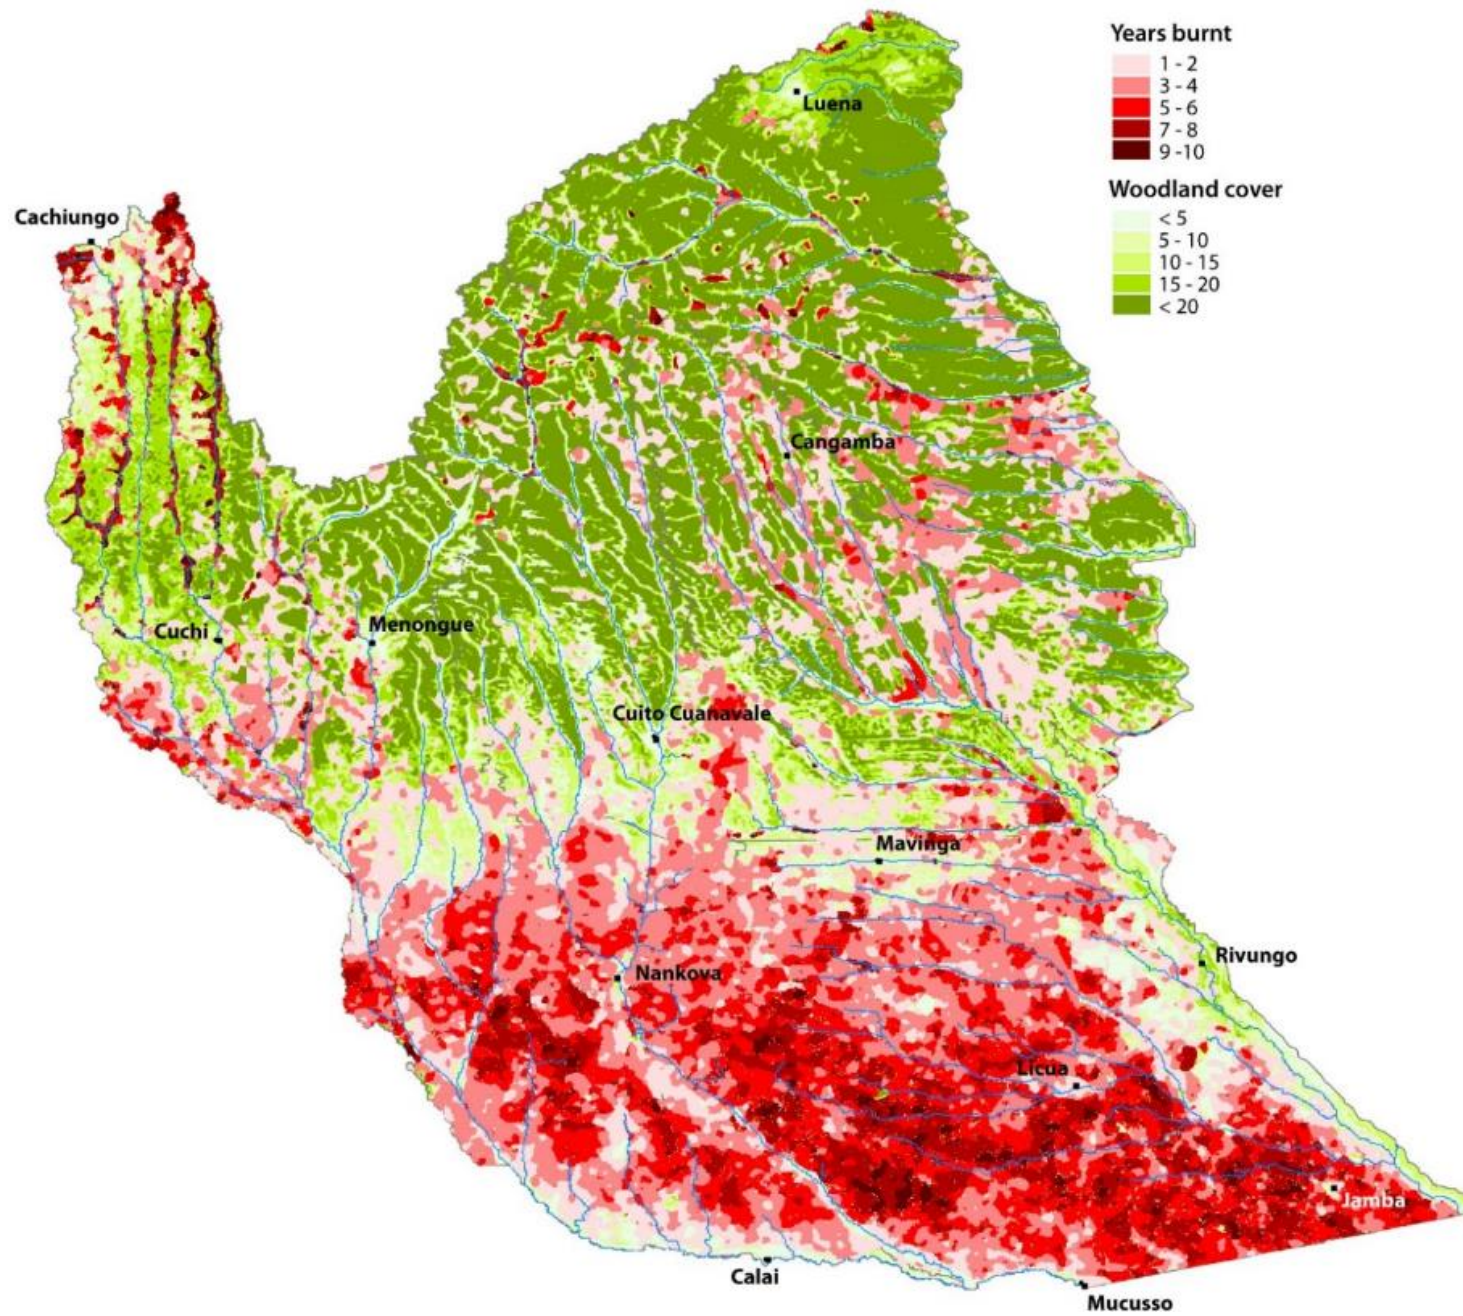 Years burnt
1 - 2
3 - 4
5 - 6
7 - 8
9 -10
Woodland cover
< 5
5 - 10
10 - 15
15 - 20
< 20
Luena
Cachiungo
Cangamba
Cuchi
Menongue
Cuito Cuanavale
Mavinga
Rivungo
Nankova
Licua
Jamba
Calai
Mucusso